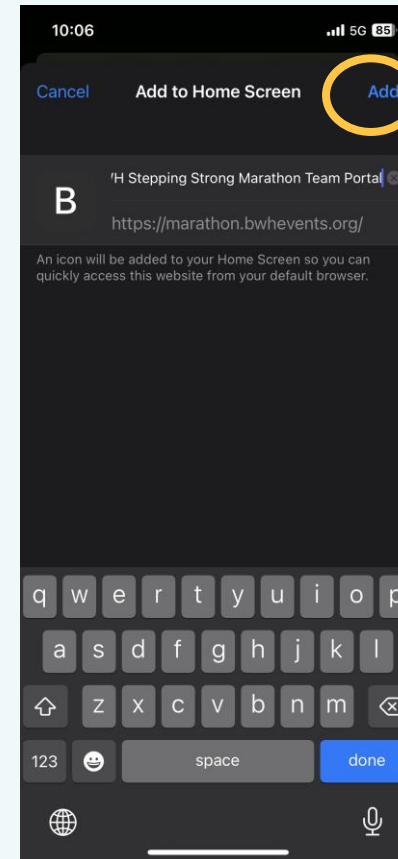 10:06 5G 85
Cancel Add to Home Screen Add
B
H Stepping Strong Marathon Team Portal
https://marathon.bwhevents.org/
An icon will be added to your Home Screen so you can
quickly access this website from your default browser.
q w e r t y u i o p
a s d f g h j k l
z x c v b n m
123 space done